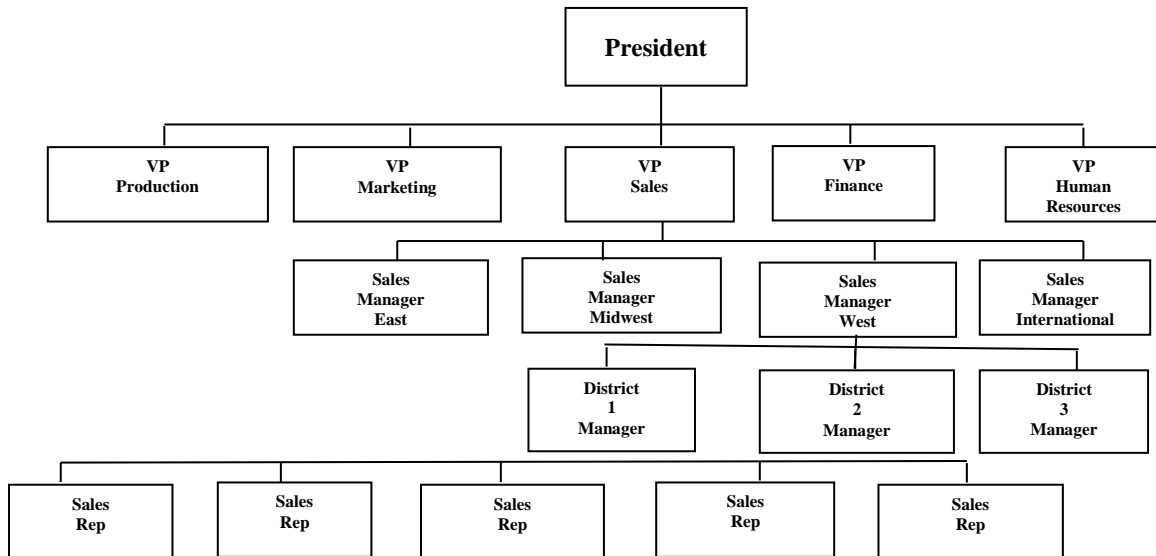 President
VP
Production
VP
Marketing
VP
Sales
VP
Finance
VP
Human
Resources
Sales
Manager
East
Sales
Manager
Midwest
Sales
Manager
West
Sales
Manager
International
District
1
Manager
District
2
Manager
District
3
Manager
Sales
Rep
Sales
Rep
Sales
Rep
Sales
Rep
Sales
Rep